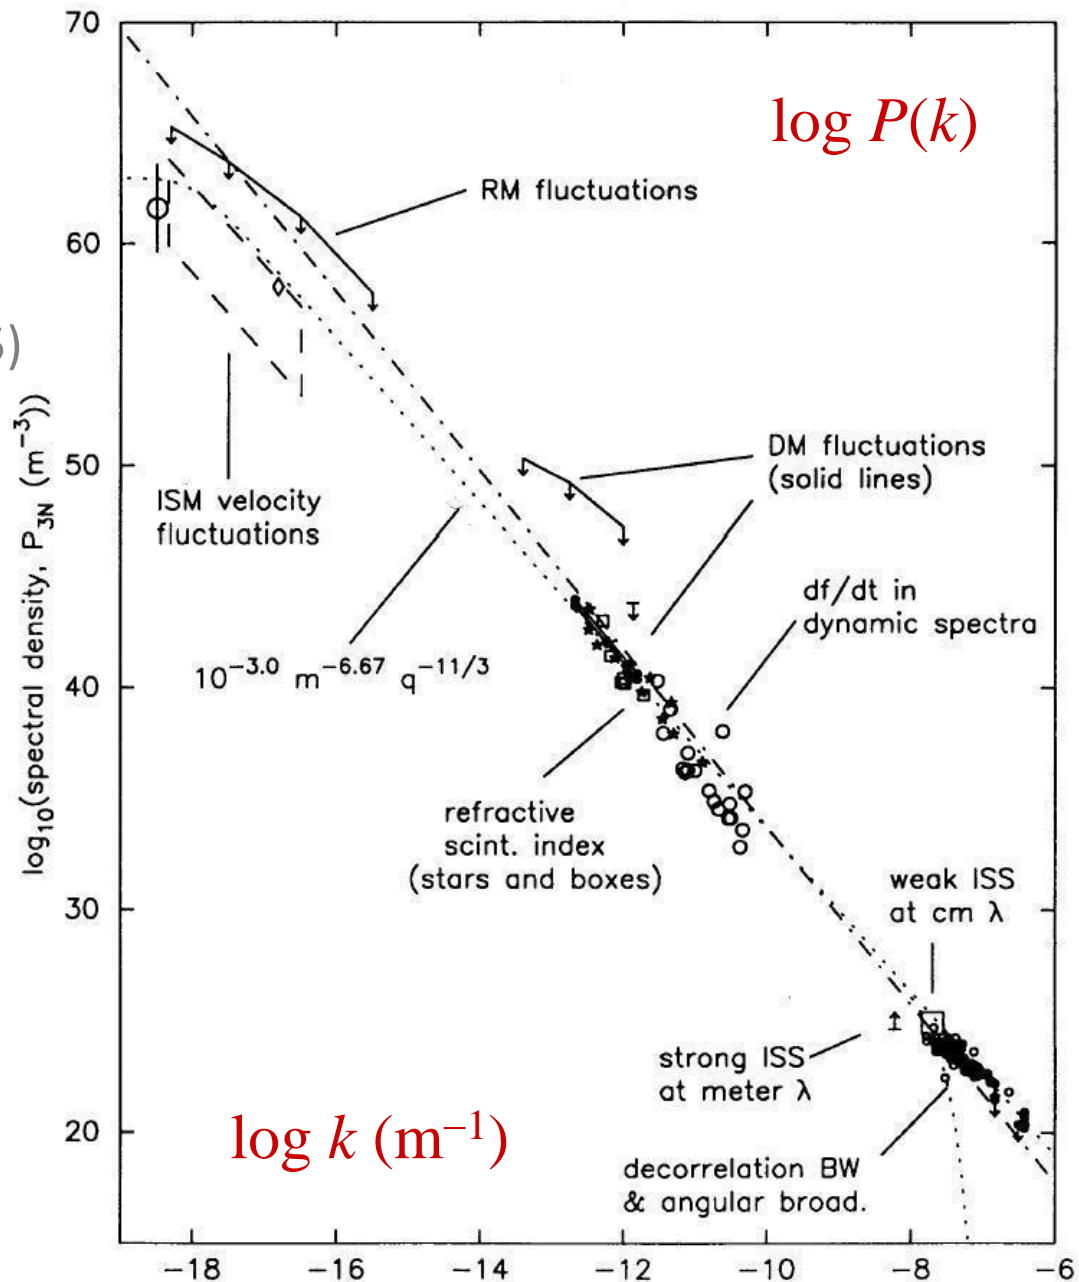 70
log P(k)
RM fluctuations
60
S)
ISM velocity
fluctuations
50
DM fluctuations
(solid lines)
df/dt in
dynamic spectra
10^−3.0 m^−6.67 q^−11/3
40
log₁₀(spectral density, P₃N (m⁻³))
refractive
scint. index
(stars and boxes)
weak ISS
at cm λ
30
strong ISS
at meter λ
20
log k (m⁻¹)
decorrelation BW
& angular broad.
−18 −16 −14 −12 −10 −8 −6